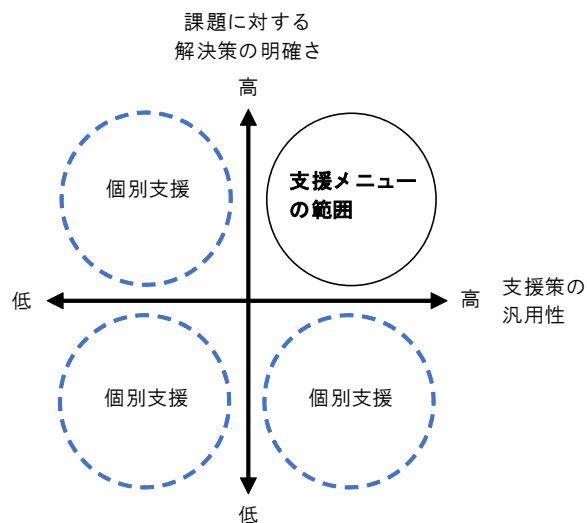 課題に対する
解決策の明確さ
高
個別支援
支援メニュー
の範囲
低
高
支援策の
汎用性
個別支援
個別支援
低